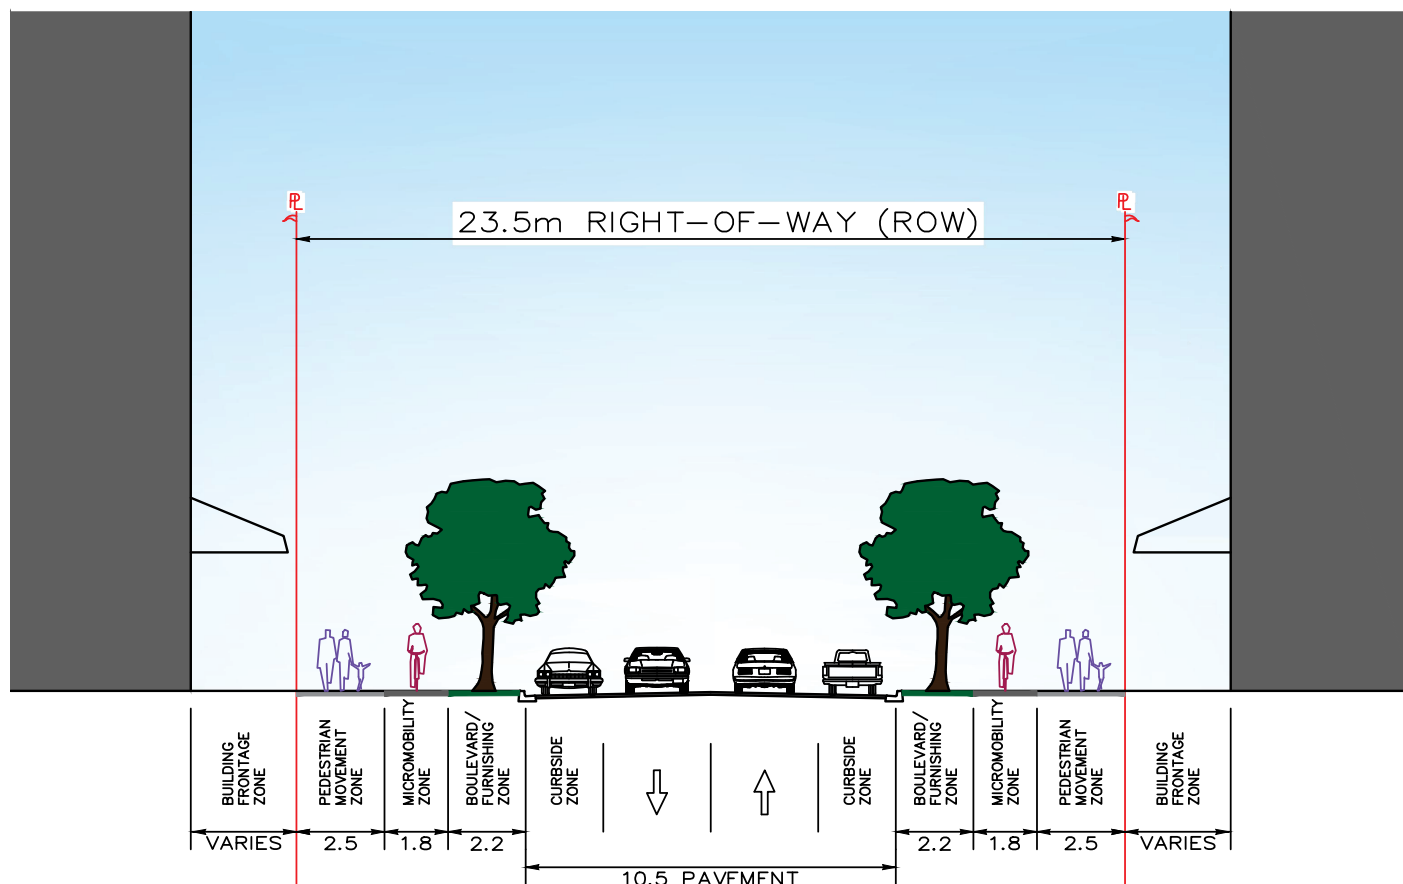 PL
PL
23.5m RIGHT-OF-WAY (ROW)
BUILDING
FRONTAGE
ZONE
PEDESTRIAN
MOVEMENT
ZONE
MICROMOBILITY
ZONE
BOULEVARD/
FURNISHING
ZONE
CURBSIDE
ZONE
CURBSIDE
ZONE
BOULEVARD/
FURNISHING
ZONE
MICROMOBILITY
ZONE
PEDESTRIAN
MOVEMENT
ZONE
BUILDING
FRONTAGE
ZONE
VARIES
2.5
1.8
2.2
2.2
1.8
2.5
VARIES
10.5 PAVEMENT